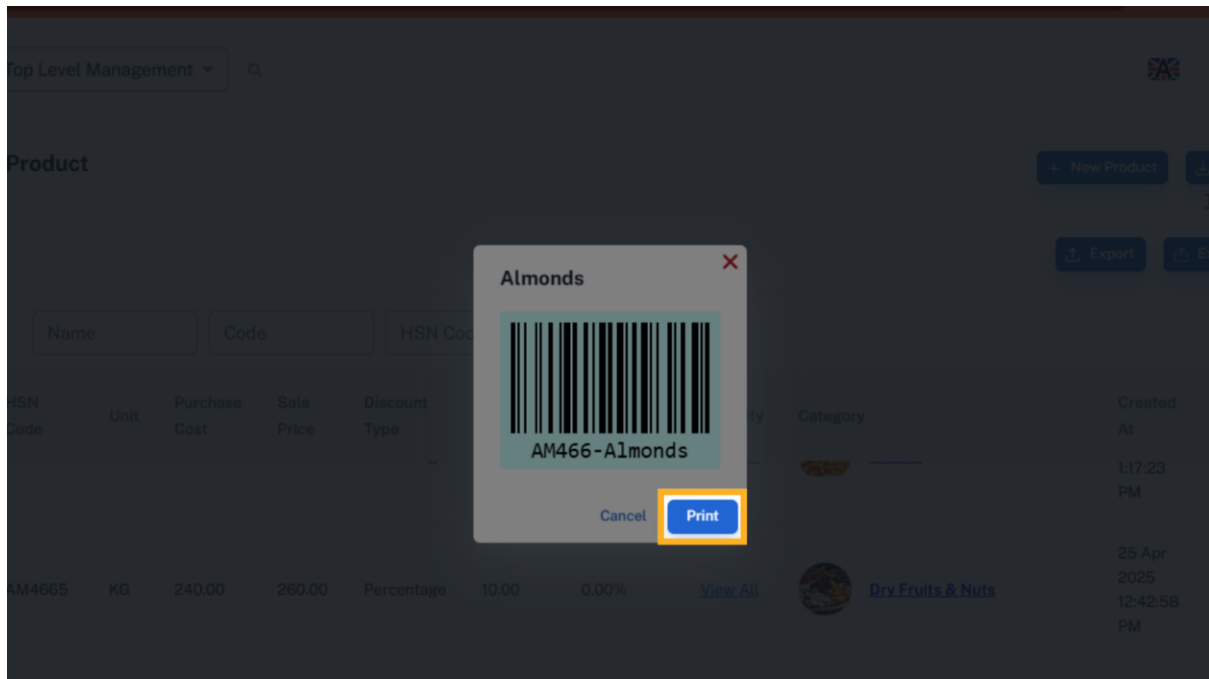 Top Level Management
Product
+ New Product
Export
Almonds
Name
Code
AM466-Almonds
HSN Code
Unit
Purchase Cost
Sale Price
Discount Type
Category
Created At
1:17:23 PM
Cancel
Print
AM4665
KG
240.00
260.00
Percentage
10.00
0.00%
View All
Dry Fruits & Nuts
25 Apr
2025
12:42:58
PM